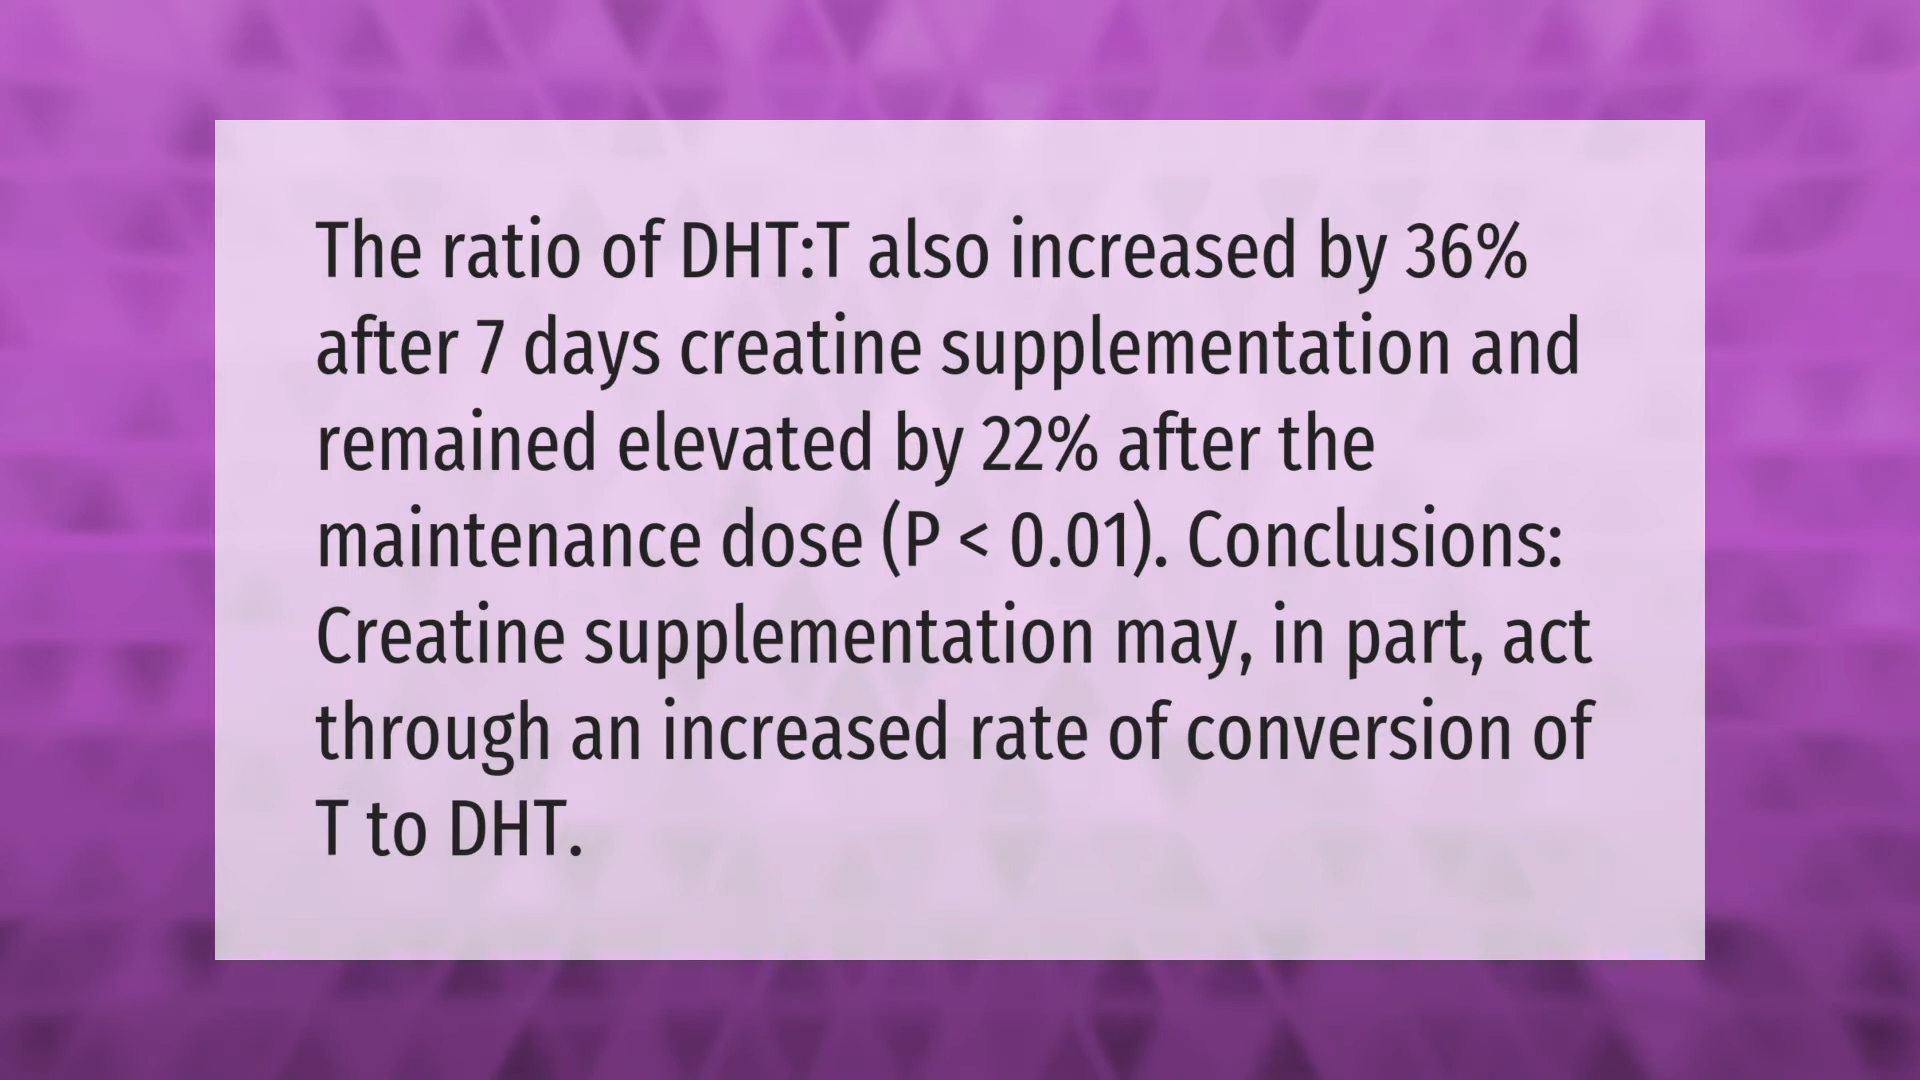 The ratio of DHT:T also increased by 36%
after 7 days creatine supplementation and
remained elevated by 22% after the
maintenance dose (P < 0.01). Conclusions:
Creatine supplementation may, in part, act
through an increased rate of conversion of
T to DHT.